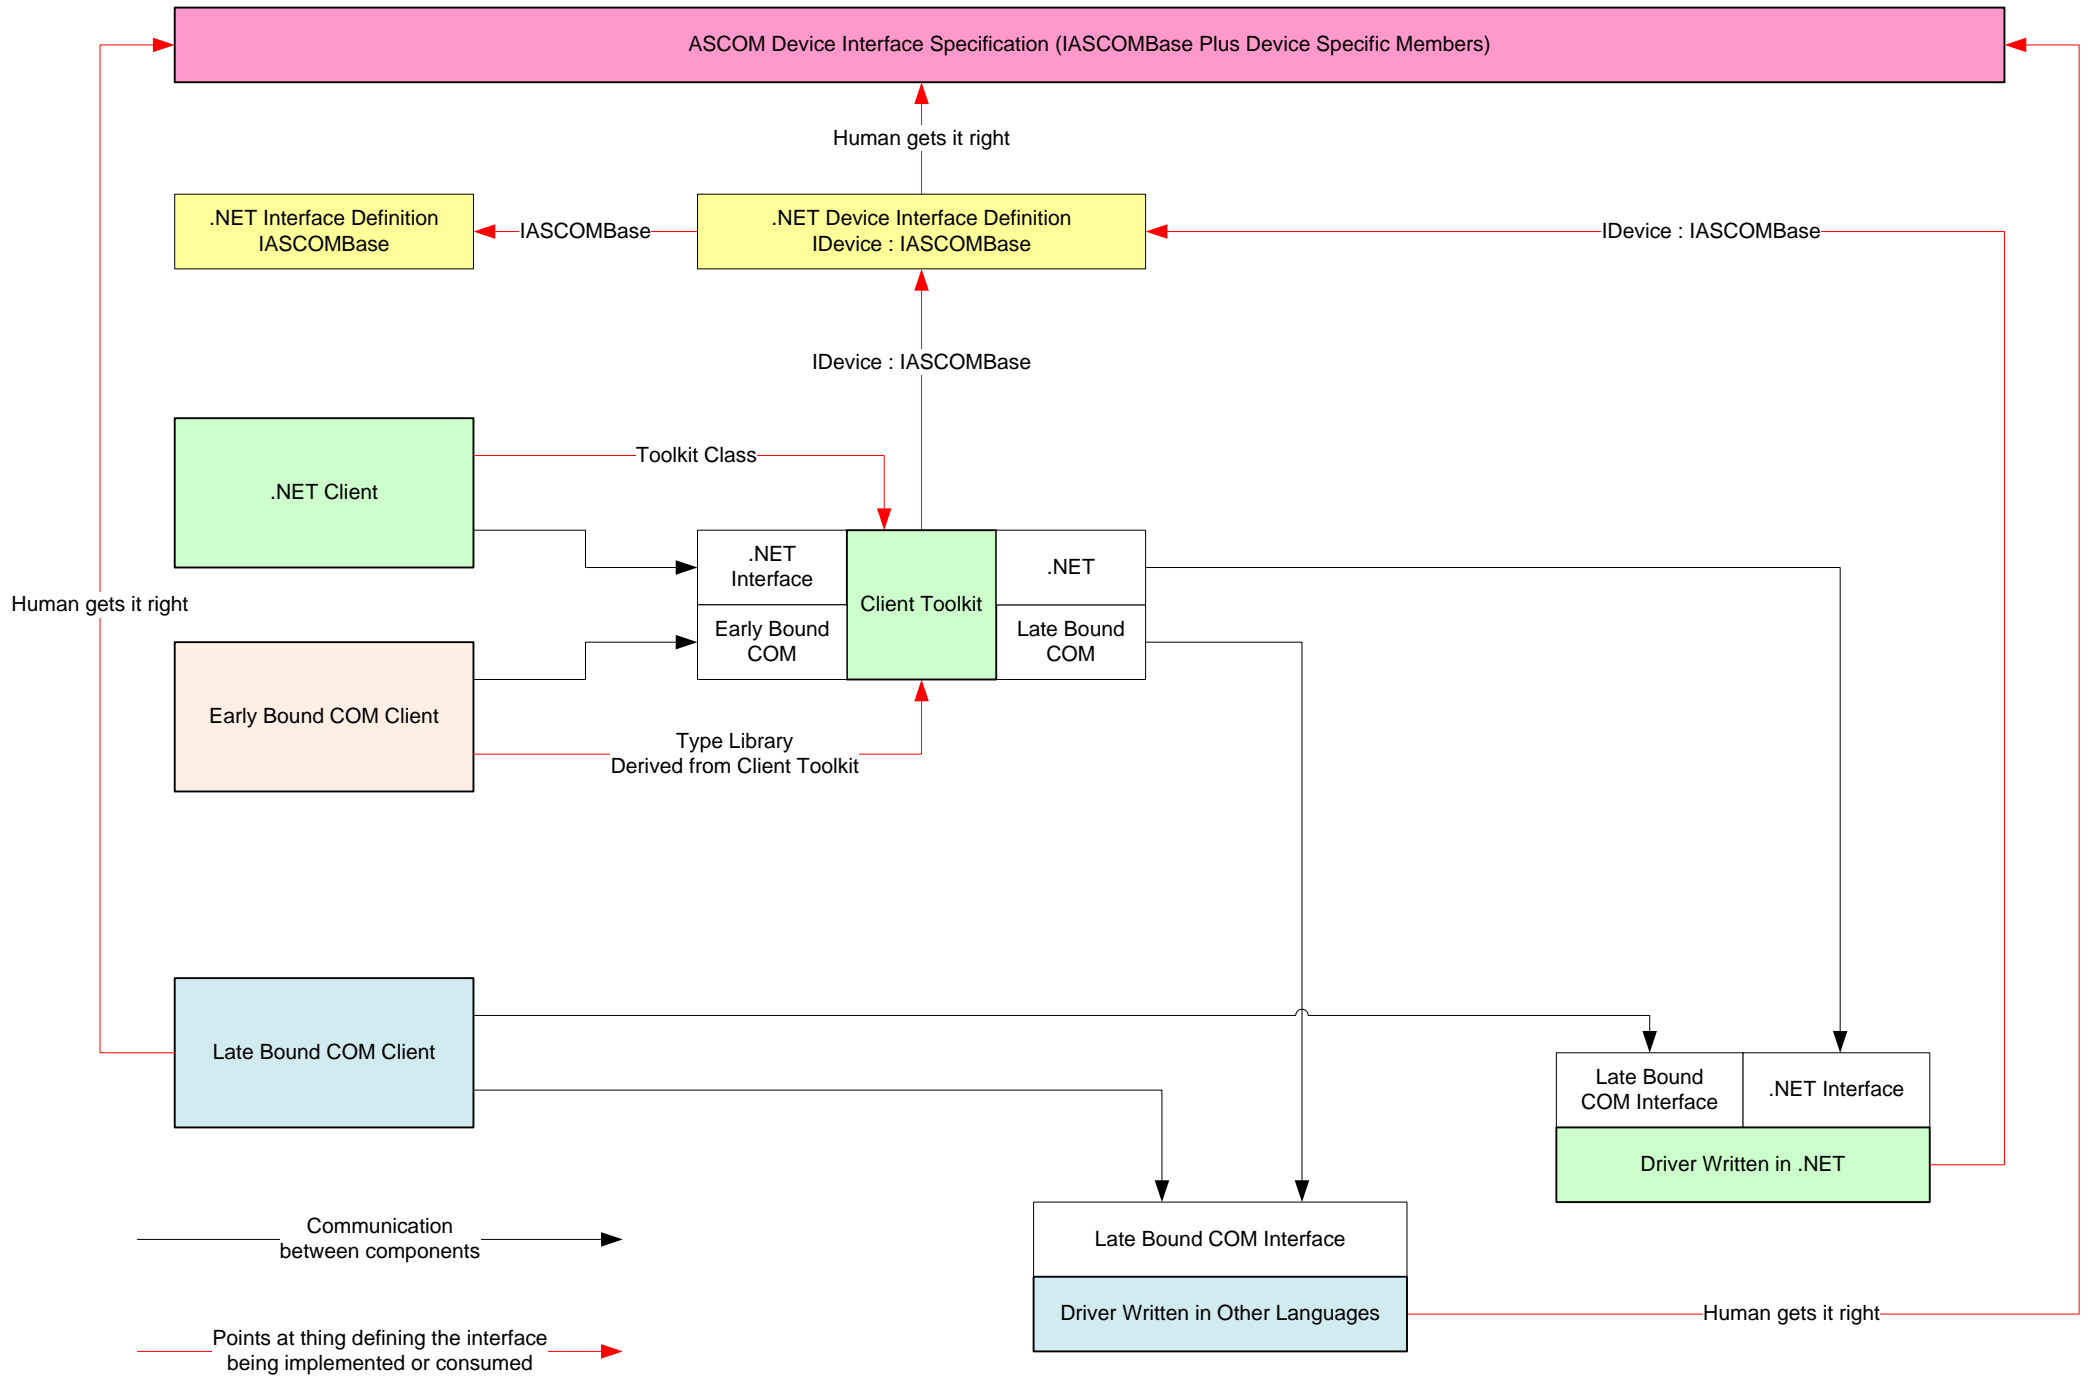 ASCOM Device Interface Specification (IASCOMBase Plus Device Specific Members)
Human gets it right
.NET Interface Definition
IASCOMBase
IASCOMBase
.NET Device Interface Definition
IDevice : IASCOMBase
IDevice : IASCOMBase
IDevice : IASCOMBase
.NET Client
Toolkit Class
.NET
Interface
Client Toolkit
.NET
Human gets it right
Early Bound
COM
Late Bound
COM
Early Bound COM Client
Type Library
Derived from Client Toolkit
Late Bound COM Client
Late Bound
COM Interface
.NET Interface
Driver Written in .NET
Communication
between components
Late Bound COM Interface
Driver Written in Other Languages
Human gets it right
Points at thing defining the interface
being implemented or consumed